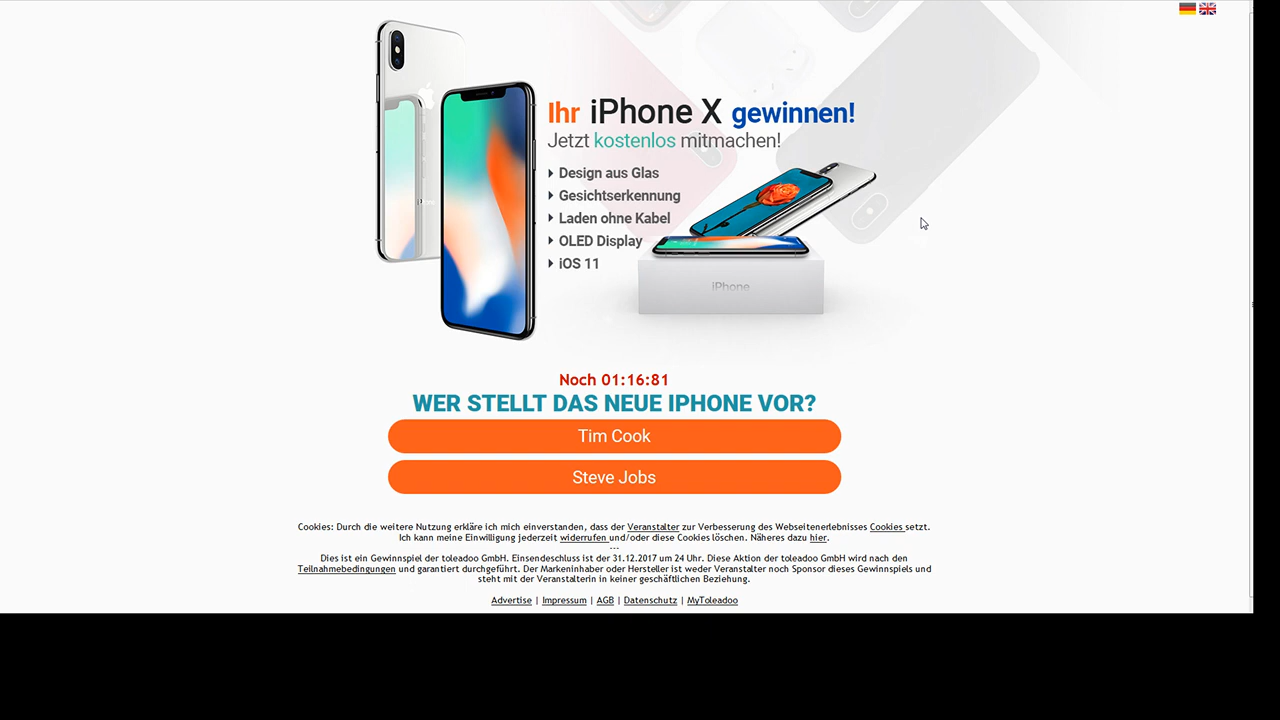 Ihr iPhone X gewinnen!
Jetzt kostenlos mitmachen!
Design aus Glas
Gesichtserkennung
Laden ohne Kabel
OLED Display
iOS 11
iPhone
Noch 01:16:81
WER STELLT DAS NEUE IPHONE VOR?
Tim Cook
Steve Jobs
Cookies: Durch die weitere Nutzung erkläre ich mich einverstanden, dass der Veranstalter zur Verbesserung des Webseitenerlebnisses Cookies setzt.
Ich kann meine Einwilligung jederzeit widerrufen und/oder diese Cookies löschen. Näheres dazu hier.
---
Dies ist ein Gewinnspiel der toleadoo GmbH. Einsendeschluss ist der 31.12.2017 um 24 Uhr. Diese Aktion der toleadoo GmbH wird nach den
Teilnahmebedingungen und garantiert durchgeführt. Der Markeninhaber oder Hersteller ist weder Veranstalter noch Sponsor dieses Gewinnspiels und
steht mit der Veranstalterin in keiner geschäftlichen Beziehung.
Advertise | Impressum | AGB | Datenschutz | MyToleadoo